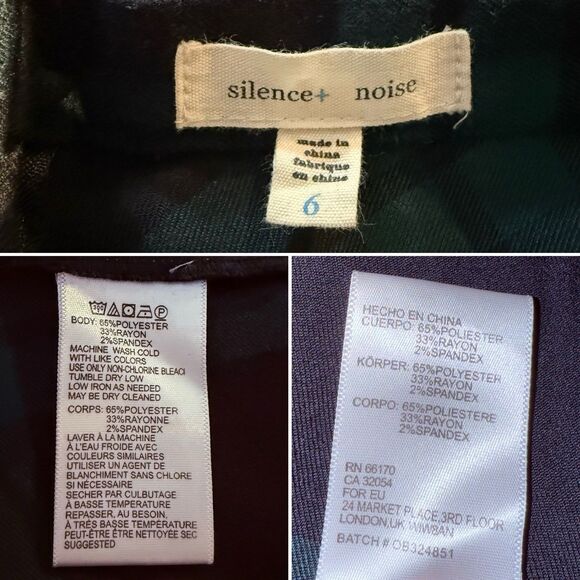 silence+ noise
made in
china
fabrique
en chine
6
BODY: 65%POLYESTER
33%RAYON
2%SPANDEX
MACHINE WASH COLD
WITH LIKE COLORS
USE ONLY NON-CHLORINE BLEACI
TUMBLE DRY LOW
LOW IRON AS NEEDED
MAY BE DRY CLEANED
CORPS: 65%POLYESTER
33%RAYONNE
2%SPANDEX
LAVER À LA MACHINE
À L'EAU FROIDE AVEC
COULEURS SIMILAIRES
UTILISER UN AGENT DE
BLANCHIMENT SANS CHLORE
SI NÉCESSAIRE
SECHER PAR CULBUTAGE
À BASSE TEMPÉRATURE
REPASSER, AU BESOIN,
À TRÈS BASSE TEMPÉRATURE
PEUT-ÊTRE ÊTRE NETTOYÉE SEC
SUGGESTED
HECHO EN CHINA
CUERPO: 65%POLIESTER
33%RAYON
2%SPANDEX
KÖRPER: 65%POLYESTER
33%RAYON
2%SPANDEX
CORPO: 65%POLIESTERE
33%RAYON
2%SPANDEX
RN 66170
CA 32054
FOR EU
24 MARKET PLACE,3RD FLOOR
LONDON,UK W1W8AN
BATCH # OB324851